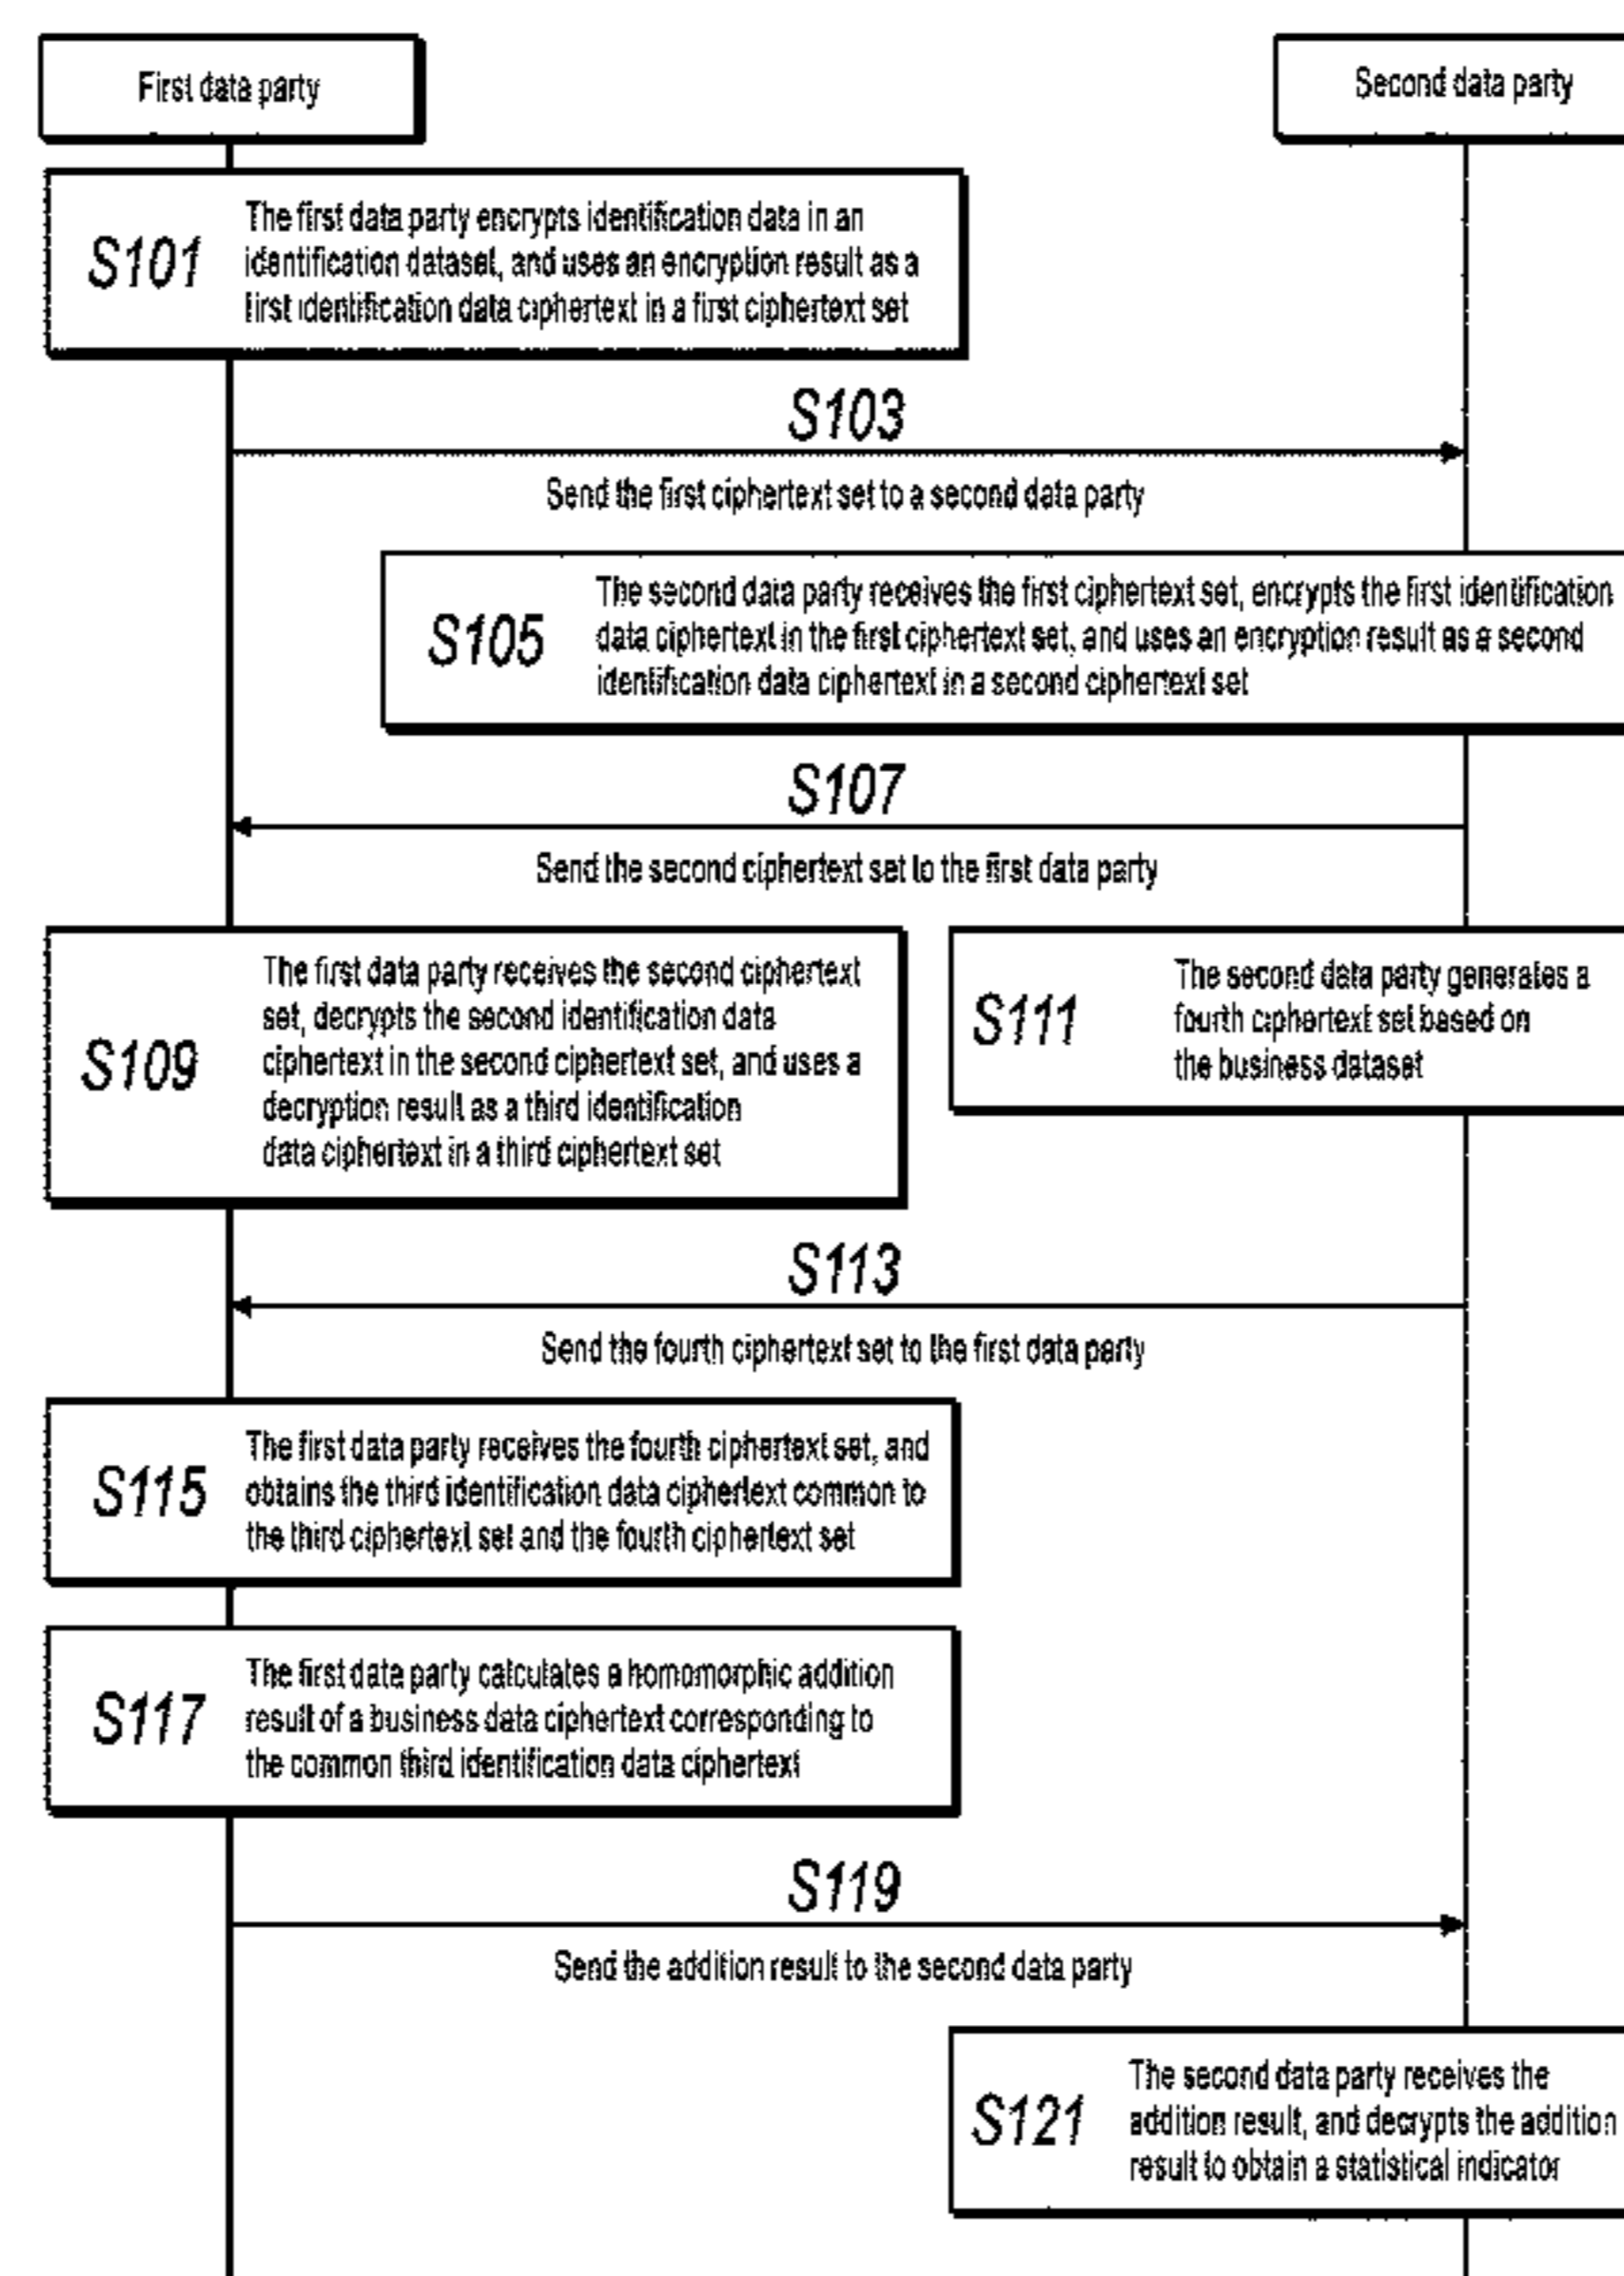 First data party
Second data party
S101
The first data party encrypts identification data in an
identification dataset, and uses an encryption result as a
first identification data ciphertext in a first ciphertext set
S103
Send the first ciphertext set to a second data party
S105
The second data party receives the first ciphertext set, encrypts the first identification
data ciphertext in the first ciphertext set, and uses an encryption result as a second
identification data ciphertext in a second ciphertext set
S107
Send the second ciphertext set to the first data party
S109
The first data party receives the second ciphertext
set, decrypts the second identification data
ciphertext in the second ciphertext set, and uses a
decryption result as a third identification
data ciphertext in a third ciphertext set
S111
The second data party generates a
fourth ciphertext set based on
the business dataset
S113
Send the fourth ciphertext set to the first data party
S115
The first data party receives the fourth ciphertext set, and
obtains the third identification data ciphertext common to
the third ciphertext set and the fourth ciphertext set
S117
The first data party calculates a homomorphic addition
result of a business data ciphertext corresponding to
the common third identification data ciphertext
S119
Send the addition result to the second data party
S121
The second data party receives the
addition result, and decrypts the addition
result to obtain a statistical indicator